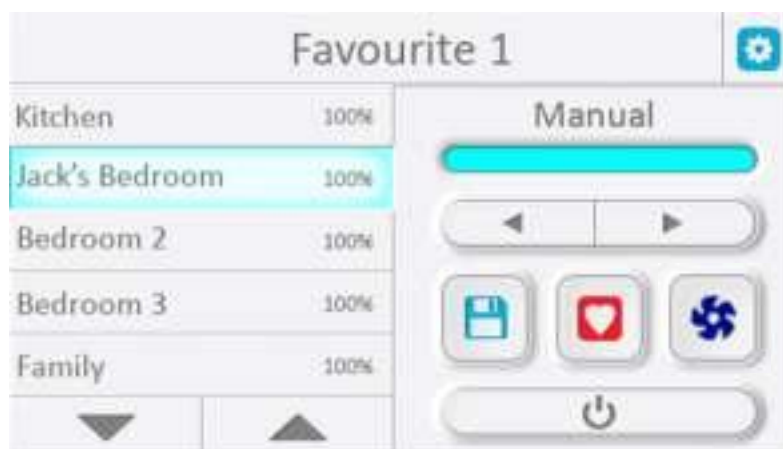 Favourite 1
Kitchen 100%
Manual
Jack's Bedroom 100%
Bedroom 2 100%
Bedroom 3 100%
Family 100%